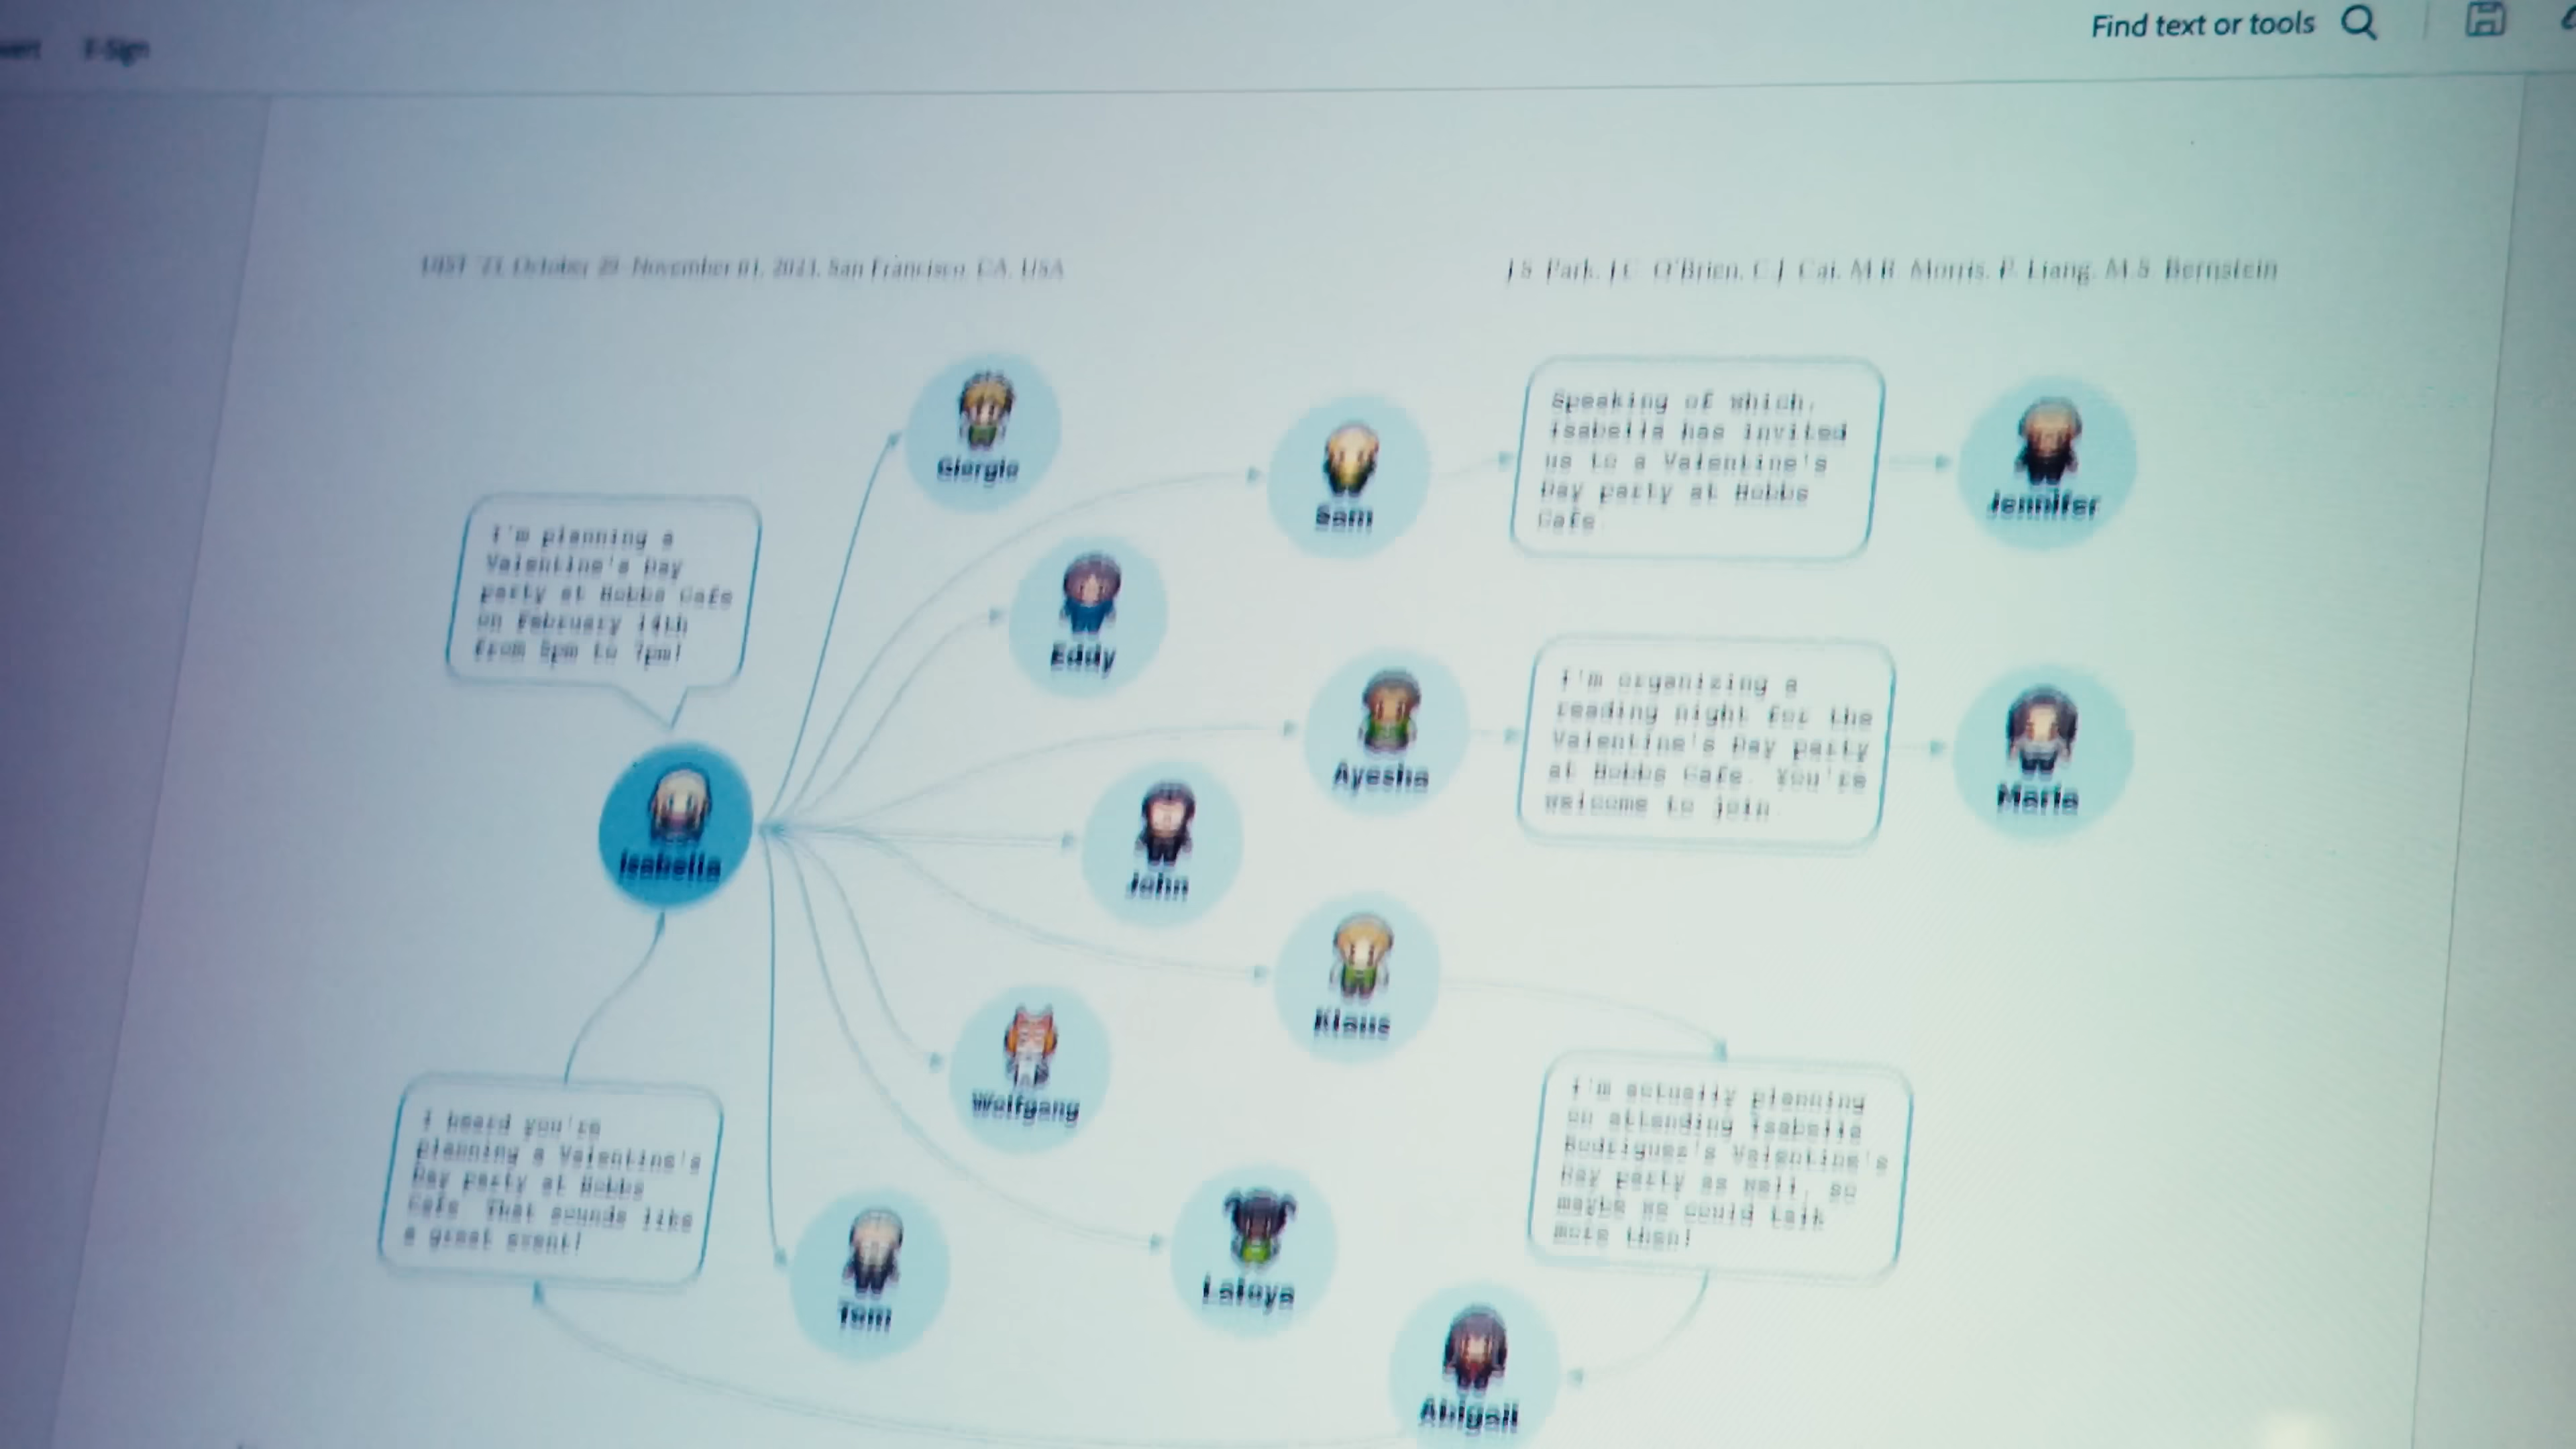 E-Sign
Find text or tools
UIST '23, October 29-November 01, 2023, San Francisco, CA, USA
J.S. Park, J.C. O'Brien, C.J. Cai, M.R. Morris, P. Liang, M.S. Bernstein
Giorgio
Sam
Speaking of which,
Isabella has invited
us to a Valentine's
Day party at Hobbs
Cafe.
Jennifer
I'm planning a
Valentine's Day
party at Hobbs Cafe
on February 14th
from 5pm to 7pm!
Eddy
Ayesha
I'm organizing a
reading night for the
Valentine's Day party
at Hobbs Cafe. You're
welcome to join.
Maria
Isabella
John
Klaus
Wolfgang
I heard you're
planning a Valentine's
Day party at Hobbs
Cafe. That sounds like
a great event!
I'm actually planning
on attending Isabella
Rodriguez's Valentine's
Day party as well, so
maybe we could talk
more then!
Tom
Latoya
Abigail